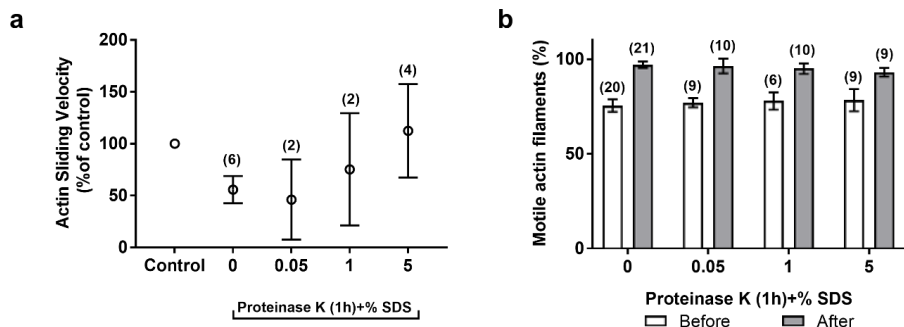 a
Actin Sliding Velocity
(%of control)
200
150
100
50
0
(6)
(2)
(2)
(4)
Control
0
0.05
1
5
Proteinase K (1h)+% SDS
b
Motile actin filaments (%)
100
50
0
(20)
(21)
(9)
(10)
(6)
(10)
(9)
(9)
0
0.05
1
5
Proteinase K (1h)+% SDS
Before
After